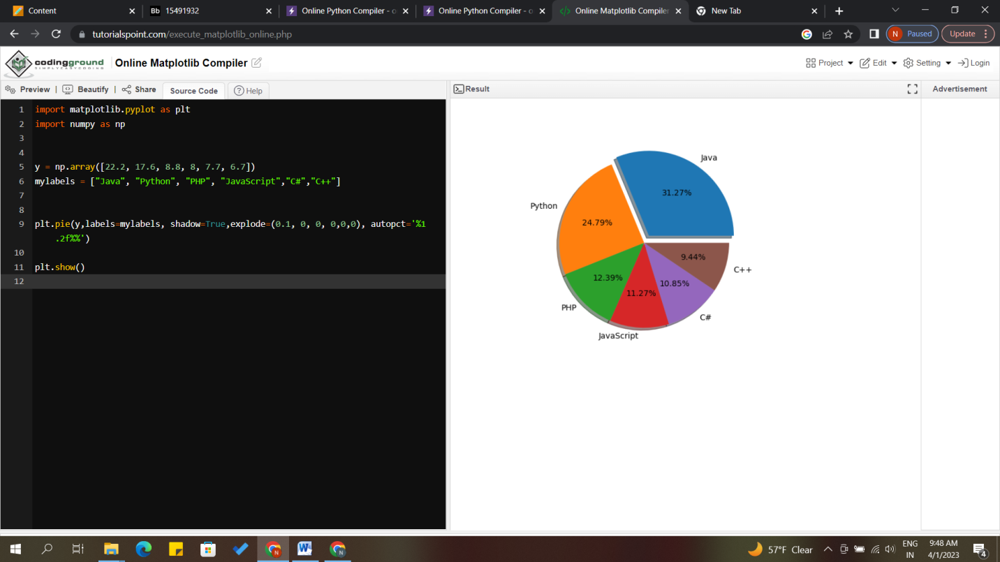 Content
15491932
Online Python Compiler - o
Online Python Compiler - o
Online Matplotlib Compiler
New Tab
tutorialspoint.com/execute_matplotlib_online.php
N Paused
Update
codingground
SIMPLYEASYCODING
Online Matplotlib Compiler
Project
Edit
Setting
Login
Preview | Beautify | Share
Source Code
Help
Result
Advertisement
1 import matplotlib.pyplot as plt
2 import numpy as np
3
4
5 y = np.array([22.2, 17.6, 8.8, 8, 7.7, 6.7])
6 mylabels = ["Java", "Python", "PHP", "JavaScript","C#","C++"]
7
8
9 plt.pie(y,labels=mylabels, shadow=True,explode=(0.1, 0, 0, 0,0,0), autopct='%1
.2f%%')
10
11 plt.show()
12
Java
31.27%
Python
24.79%
9.44%
C++
12.39%
10.85%
11.27%
PHP
C#
JavaScript
57°F Clear
ENG
IN
9:48 AM
4/1/2023
4